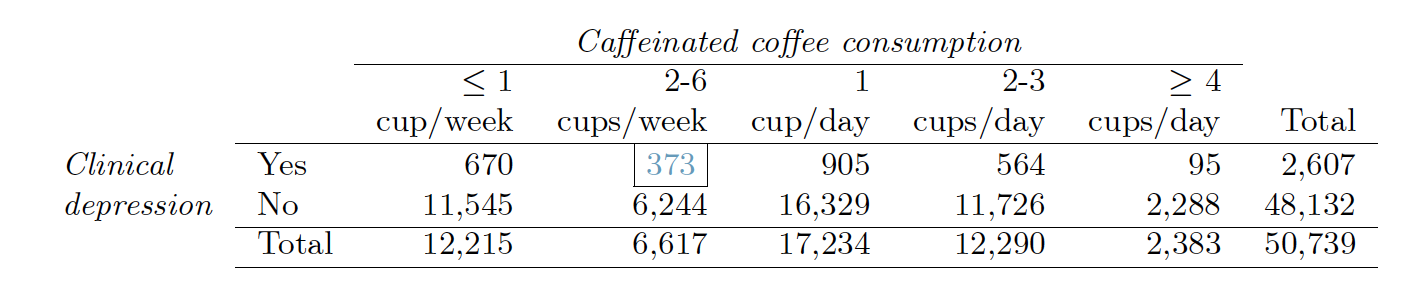 Caffeinated coffee consumption
≤ 1 2-6 1 2-3 ≥ 4
cup/week cups/week cup/day cups/day cups/day Total
Clinical Yes 670 373 905 564 95 2,607
depression No 11,545 6,244 16,329 11,726 2,288 48,132
Total 12,215 6,617 17,234 12,290 2,383 50,739